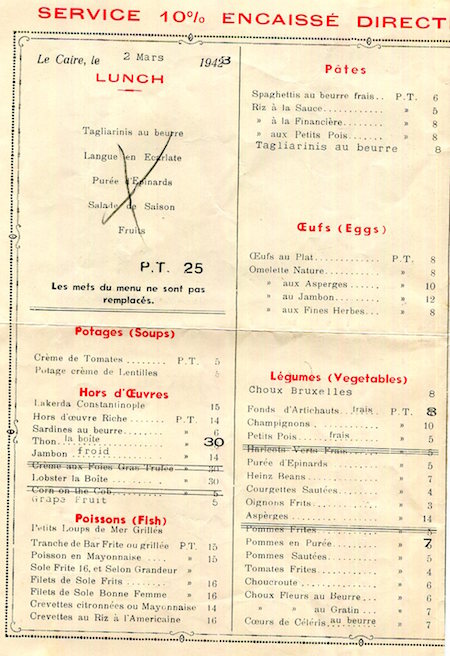 SERVICE 10% ENCAISSÉ DIRECT
Le Caire, le 2 Mars 1943
LUNCH
Tagliarinis au beurre
Langue en Ecarlate
Purée d'Epinards
Salade de Saison
Fruits
P.T. 25
Les mets du menu ne sont pas
remplacés.
Potages (Soups)
Crème de Tomates ........ P.T. 5
Potage crème de Lentilles 5
Hors d'Œuvres
Lakerda Constantinople 15
Hors d'œuvre Riche ...... P.T. 14
Sardines au beurre ...... » 6
Thon. la boite » 30
Jambon froid » 14
Crème aux Foies Gras Trufée » 30
Lobster la Boîte ........ » 30
Corn on the Cob ........ » 5
Grape Fruit 5
Poissons (Fish)
Petits Loups de Mer Grillés
Tranche de Bar Frite ou grillée P.T. 15
Poisson en Mayonnaise .... » 15
Sole Frite 16, et Selon Grandeur »
Filets de Sole Frits ........ » 16
Filets de Sole Bonne Femme » 16
Crevettes citronnées ou Mayonnaise 14
Crevettes au Riz à l'Americaine 16
Pâtes
Spaghettis au beurre frais .. P.T. 6
Riz à la Sauce ............ » 5
» à la Financière ........ » 8
» aux Petits Pois ........ » 8
Tagliarinis au beurre 8
Œufs (Eggs)
Œufs au Plat ............ P.T. 8
Omelette Nature .......... » 8
» aux Asperges ...... » 10
» au Jambon ........ » 12
» aux Fines Herbes .. » 8
Légumes (Vegetables)
Choux Bruxelles 8
Fonds d'Artichauts. frais P.T. 8
Champignons ............ » 10
Petits Pois frais » 5
Haricots Verts Frais » 5
Purée d'Epinards ........ » 5
Heinz Beans ............ » 7
Courgettes Sautées ........ » 4
Oignons Frits ............ » 3
Asperges ................ » 14
Pommes Frites .......... » 5
Pommes en Purée ........ » 7
Pommes Sautées .......... » 5
Tomates Frites .......... » 4
Choucroute .............. » 6
Choux Fleurs au Beurre .. » 6
» » au Gratin .... » 7
Cœurs de Céléris. au beurre » 7